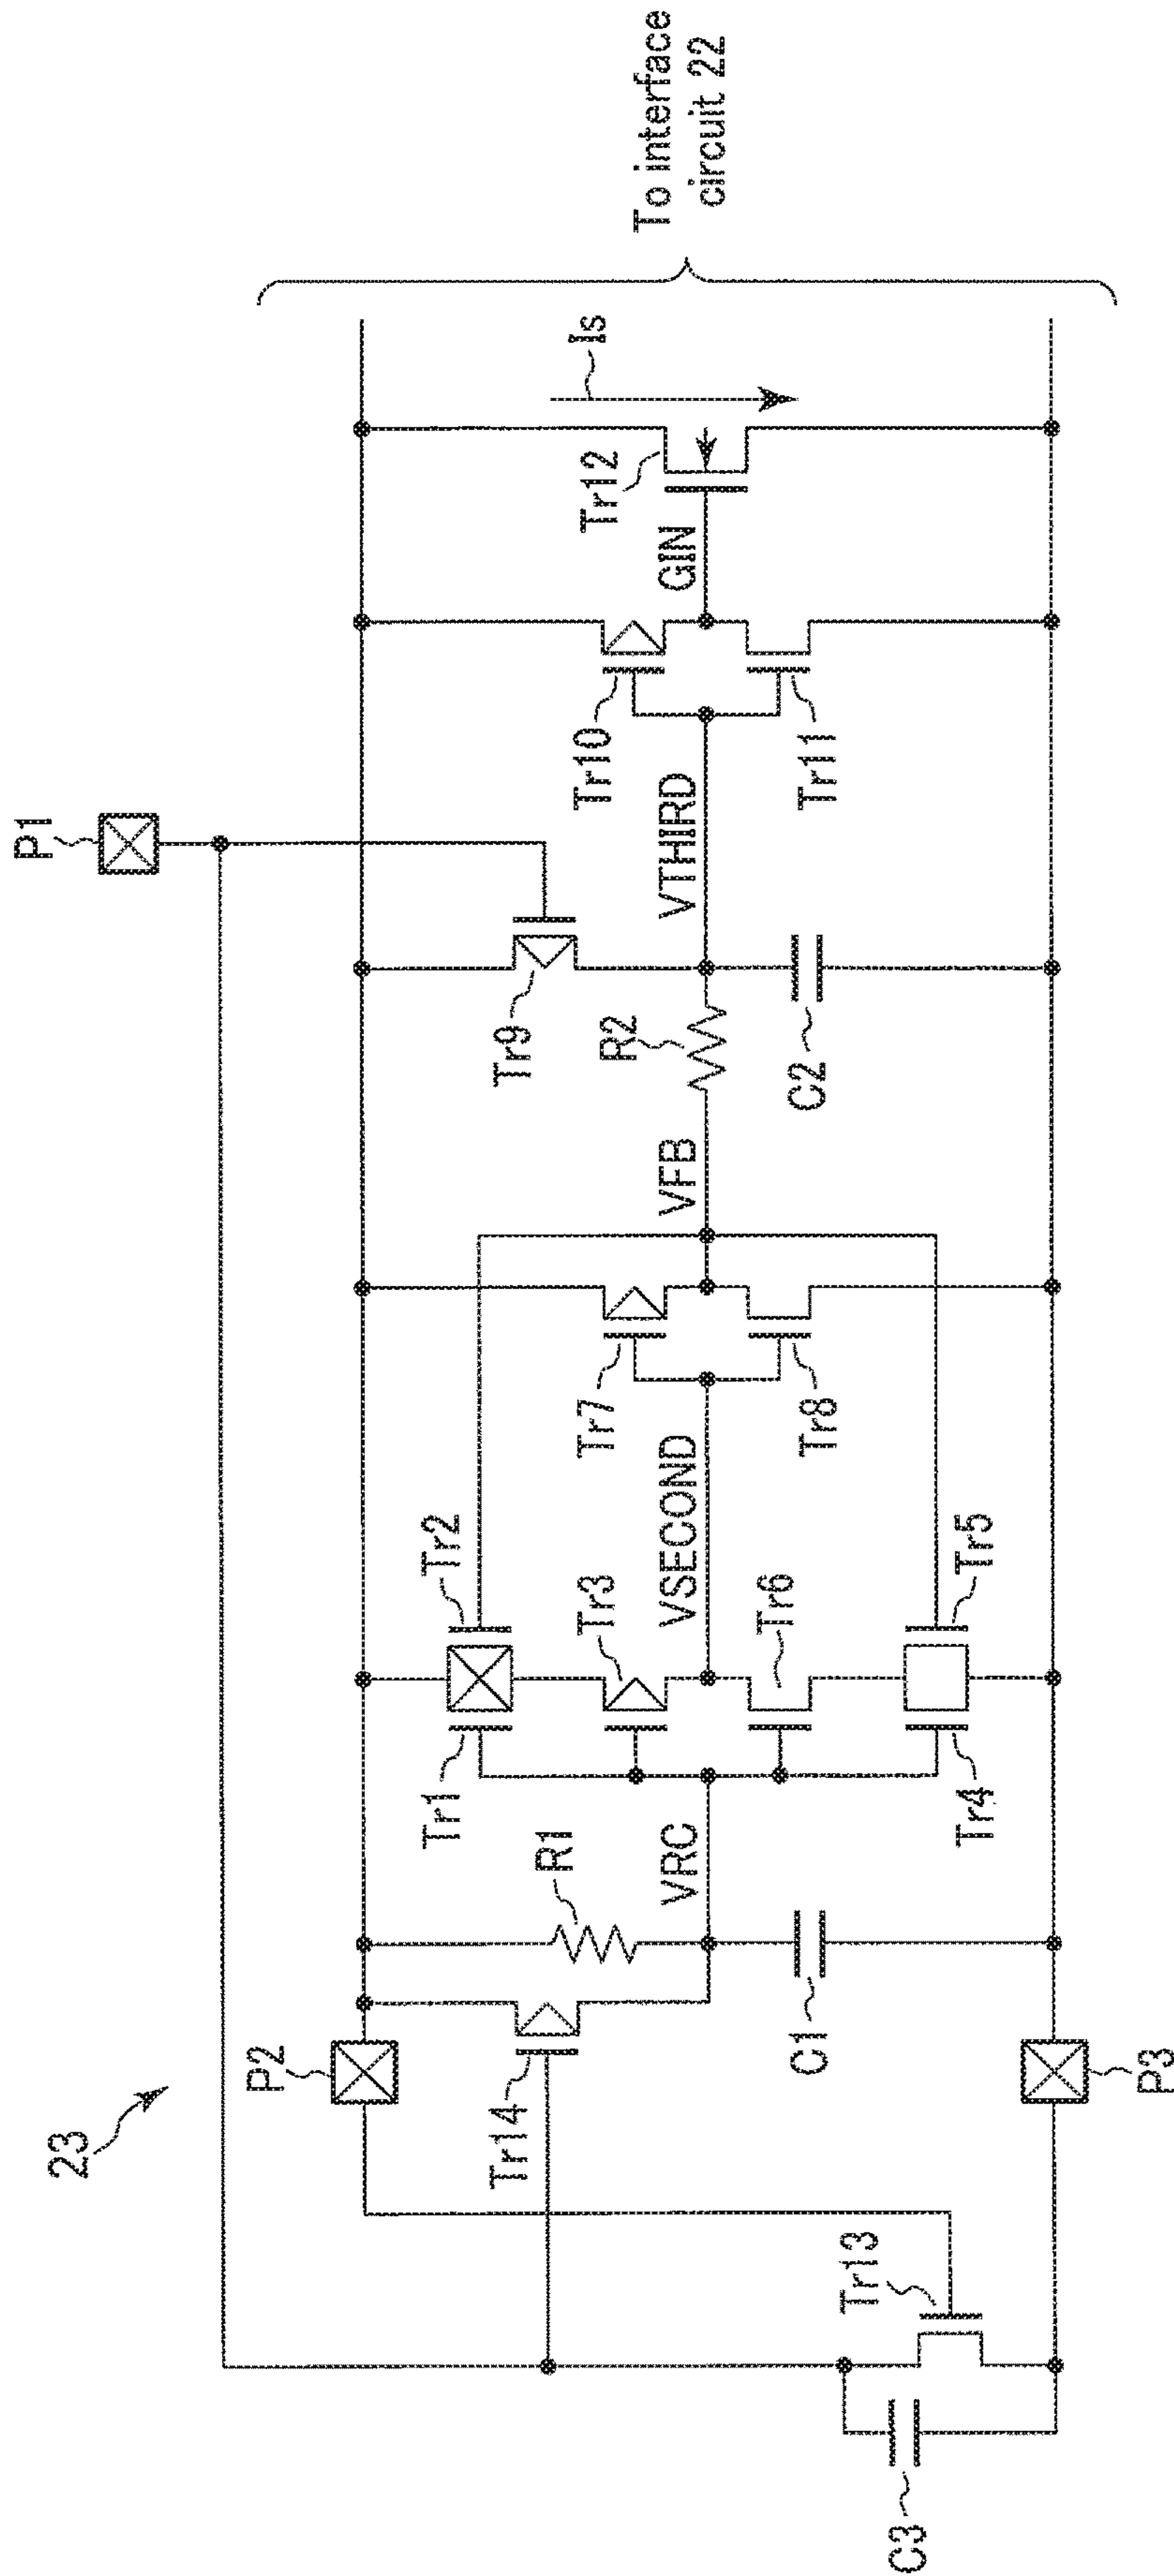 23
P1
P2
P3
C3
Tr13
Tr14
R1
C1
VRC
Tr1
Tr2
Tr3
Tr6
Tr4
Tr5
VSECOND
Tr7
Tr8
VFB
R2
Tr9
C2
VTHIRD
Tr10
Tr11
GIN
Tr12
Is
To interface
circuit 22